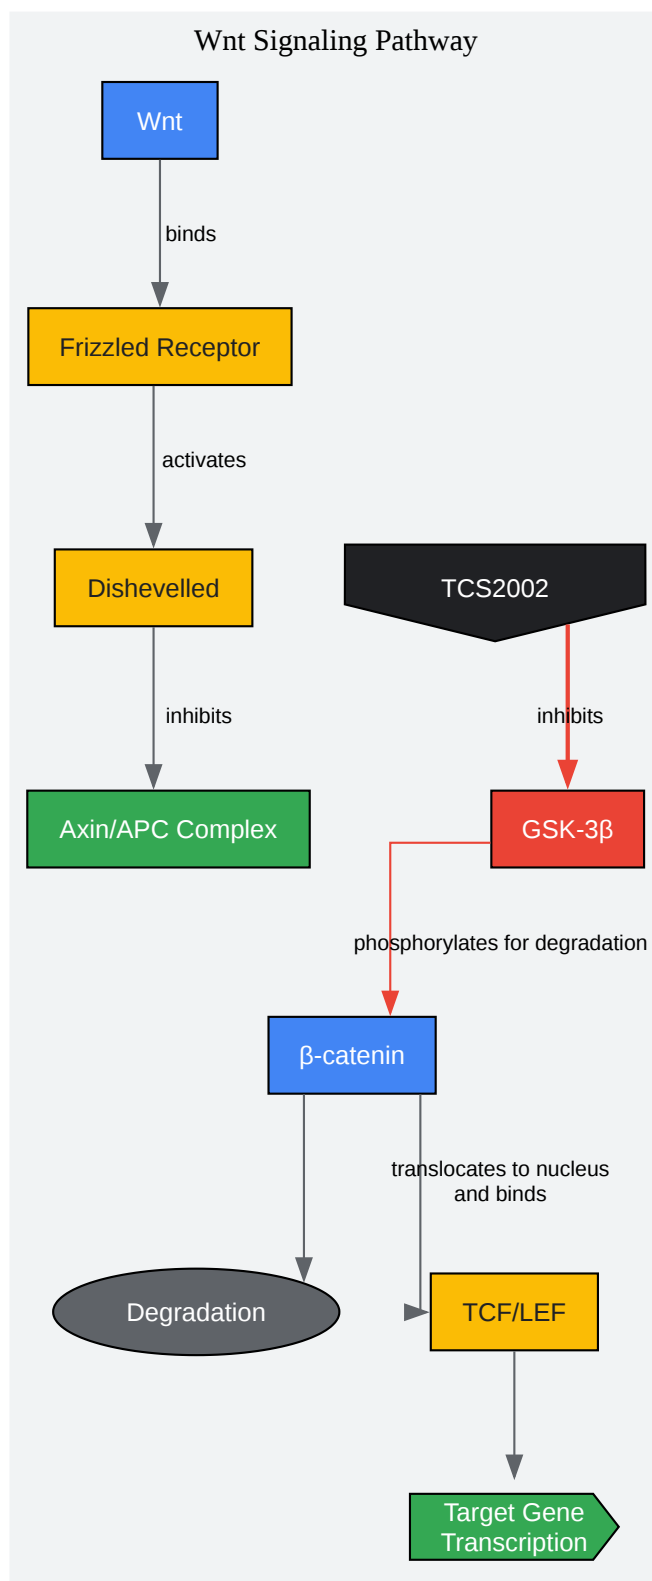 Wnt Signaling Pathway
Wnt
binds
Frizzled Receptor
activates
Dishevelled
TCS2002
inhibits
inhibits
Axin/APC Complex
GSK-3β
phosphorylates for degradation
β-catenin
translocates to nucleus
and binds
Degradation
TCF/LEF
Target Gene
Transcription